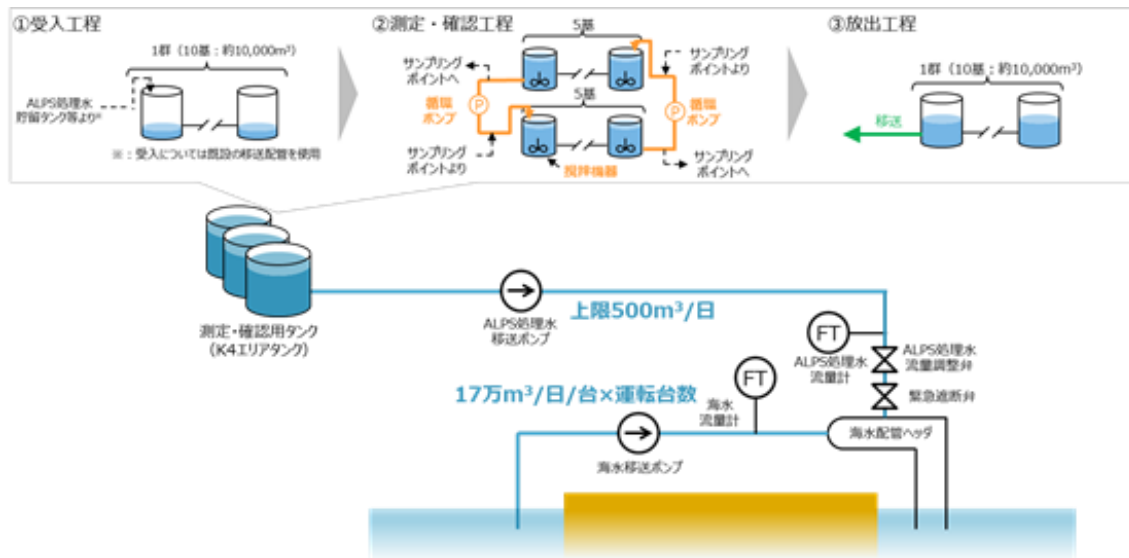 ①受入工程
1群（10基：約10,000m³）
ALPS処理水
貯留タンク等より※
※：受入については既設の移送配管を使用
②測定・確認工程
5基
サンプリング
ポイントへ
サンプリング
ポイントより
循環
ポンプ
P
5基
P
循環
ポンプ
サンプリング
ポイントより
攪拌機器
サンプリング
ポイントへ
③放出工程
1群（10基：約10,000m³）
移送
測定・確認用タンク
（K4エリアタンク）
ALPS処理水
移送ポンプ
上限500m³/日
FT
ALPS処理水
流量計
ALPS処理水
流量調整弁
緊急遮断弁
17万m³/日/台×運転台数
FT
海水
流量計
海水移送ポンプ
海水配管ヘッダ